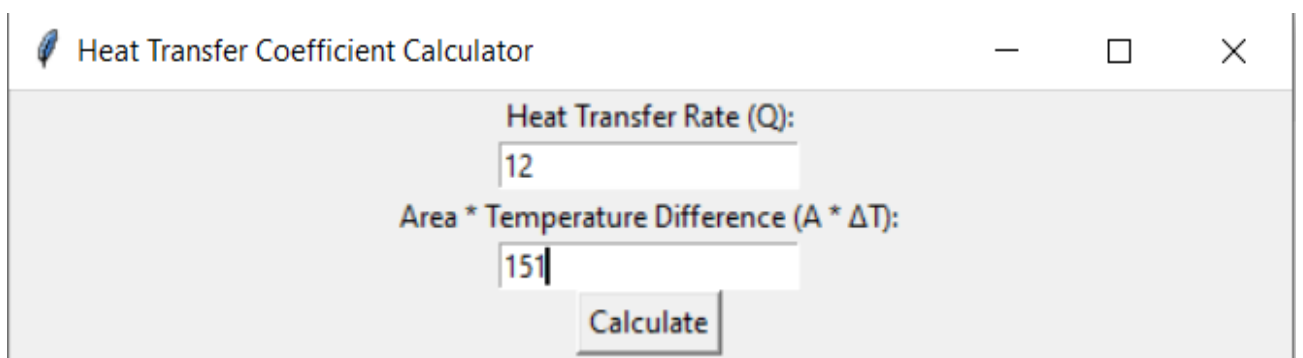 Heat Transfer Coefficient Calculator
Heat Transfer Rate (Q):
12
Area * Temperature Difference (A * ΔT):
151
Calculate